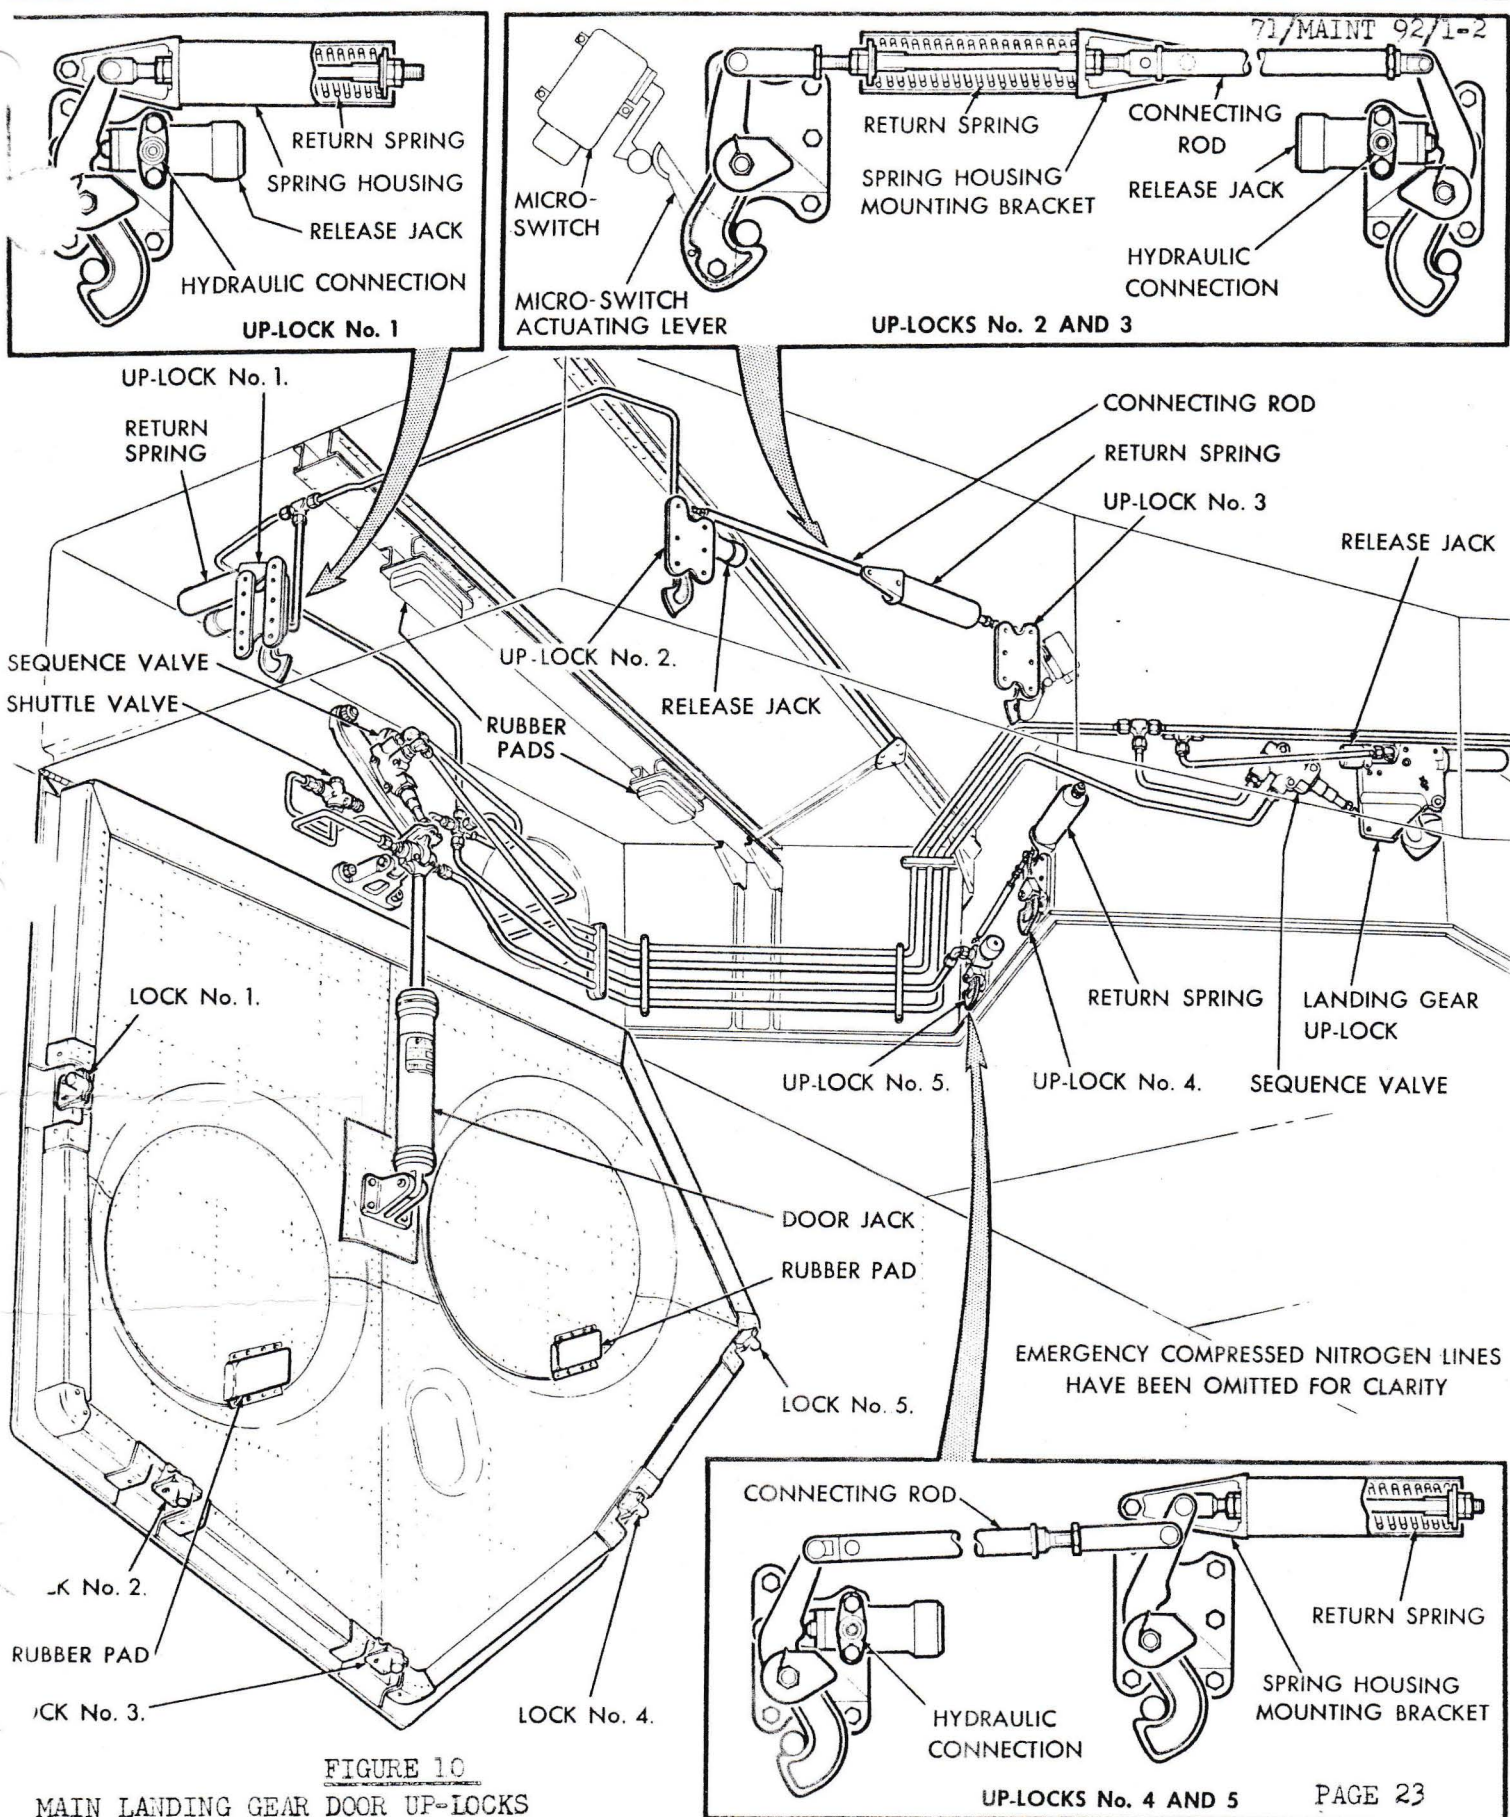 71/MAINT 92/1-2
RETURN SPRING
SPRING HOUSING
RELEASE JACK
HYDRAULIC CONNECTION
UP-LOCK No. 1
MICRO-
SWITCH
MICRO-SWITCH
ACTUATING LEVER
RETURN SPRING
SPRING HOUSING
MOUNTING BRACKET
CONNECTING
ROD
RELEASE JACK
HYDRAULIC
CONNECTION
UP-LOCKS No. 2 AND 3
UP-LOCK No. 1.
RETURN
SPRING
CONNECTING ROD
RETURN SPRING
UP-LOCK No. 3
RELEASE JACK
SEQUENCE VALVE
SHUTTLE VALVE
UP-LOCK No. 2.
RELEASE JACK
RUBBER
PADS
LOCK No. 1.
RETURN SPRING
LANDING GEAR
UP-LOCK
UP-LOCK No. 5.
UP-LOCK No. 4.
SEQUENCE VALVE
DOOR JACK
RUBBER PAD
EMERGENCY COMPRESSED NITROGEN LINES
HAVE BEEN OMITTED FOR CLARITY
LOCK No. 5.
K No. 2.
RUBBER PAD
CK No. 3.
LOCK No. 4.
CONNECTING ROD
RETURN SPRING
SPRING HOUSING
MOUNTING BRACKET
HYDRAULIC
CONNECTION
UP-LOCKS No. 4 AND 5
FIGURE 10
MAIN LANDING GEAR DOOR UP-LOCKS
PAGE 23